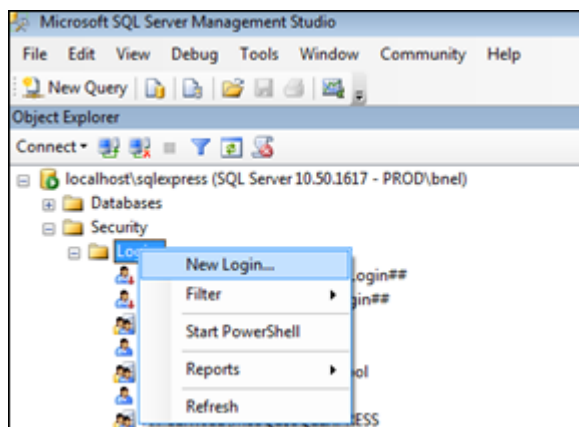 Microsoft SQL Server Management Studio
File Edit View Debug Tools Window Community Help
New Query
Object Explorer
Connect
localhost\sqlexpress (SQL Server 10.50.1617 - PROD\bnel)
Databases
Security
New Login...
ogin##
Filter
gin##
Start PowerShell
Reports
ool
Refresh
ESS